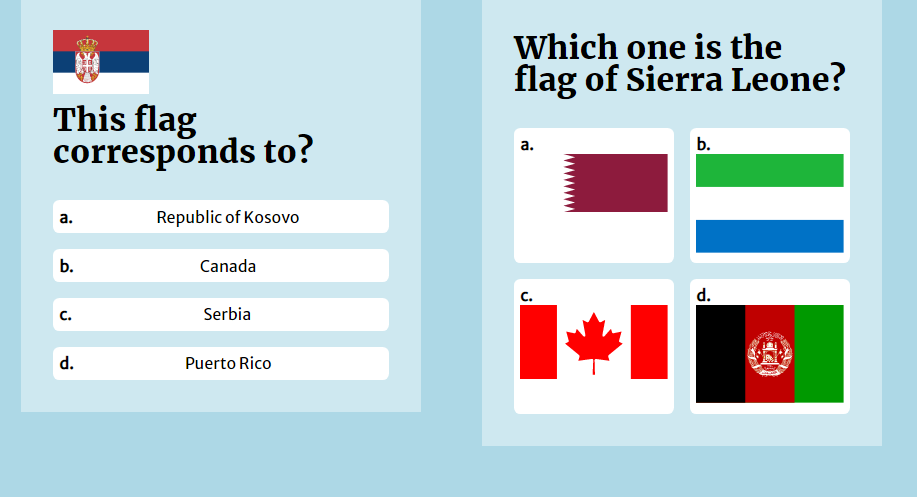 This flag
corresponds to?
a. Republic of Kosovo
b. Canada
c. Serbia
d. Puerto Rico
Which one is the
flag of Sierra Leone?
a.
b.
c.
d.